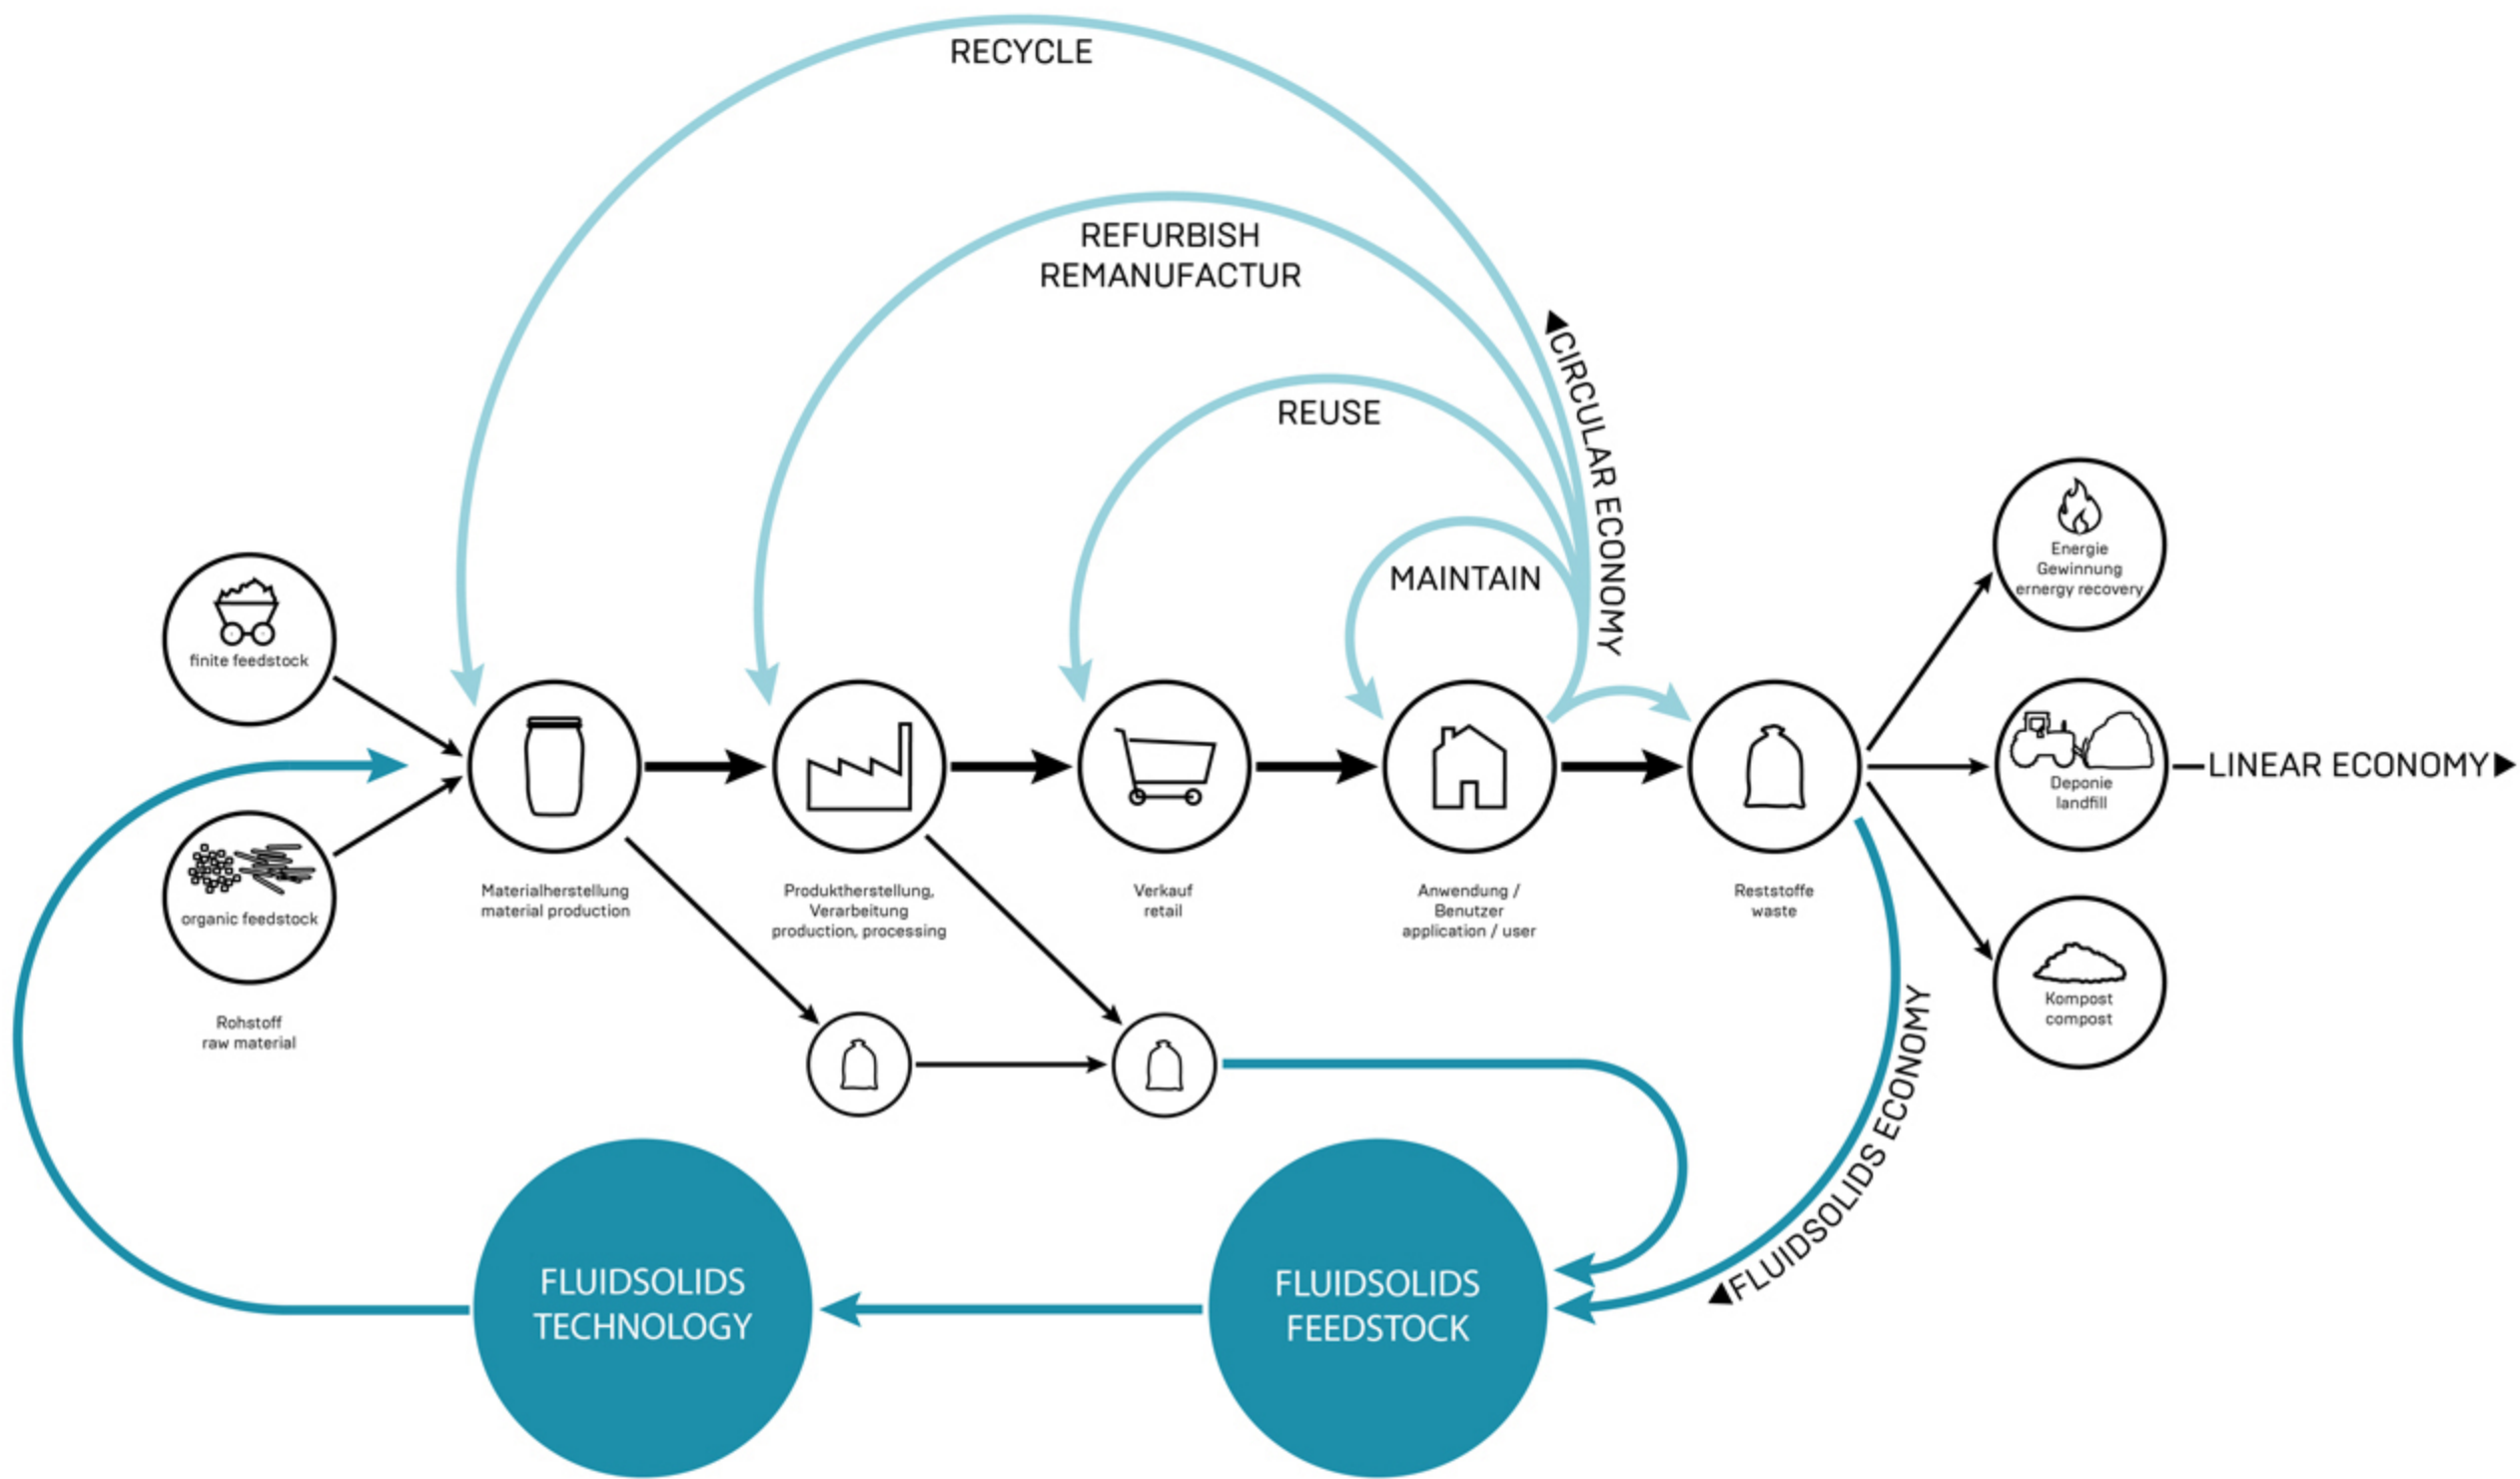 RECYCLE
REFURBISH
REMANUFACTUR
REUSE
MAINTAIN
CIRCULAR ECONOMY
finite feedstock
organic feedstock
Rohstoff
raw material
Materialherstellung
material production
Produktherstellung,
Verarbeitung
production, processing
Verkauf
retail
Anwendung /
Benutzer
application / user
Reststoffe
waste
Energie
Gewinnung
ernergy recovery
Deponie
landfill
LINEAR ECONOMY
Kompost
compost
FLUIDSOLIDS ECONOMY
FLUIDSOLIDS
TECHNOLOGY
FLUIDSOLIDS
FEEDSTOCK